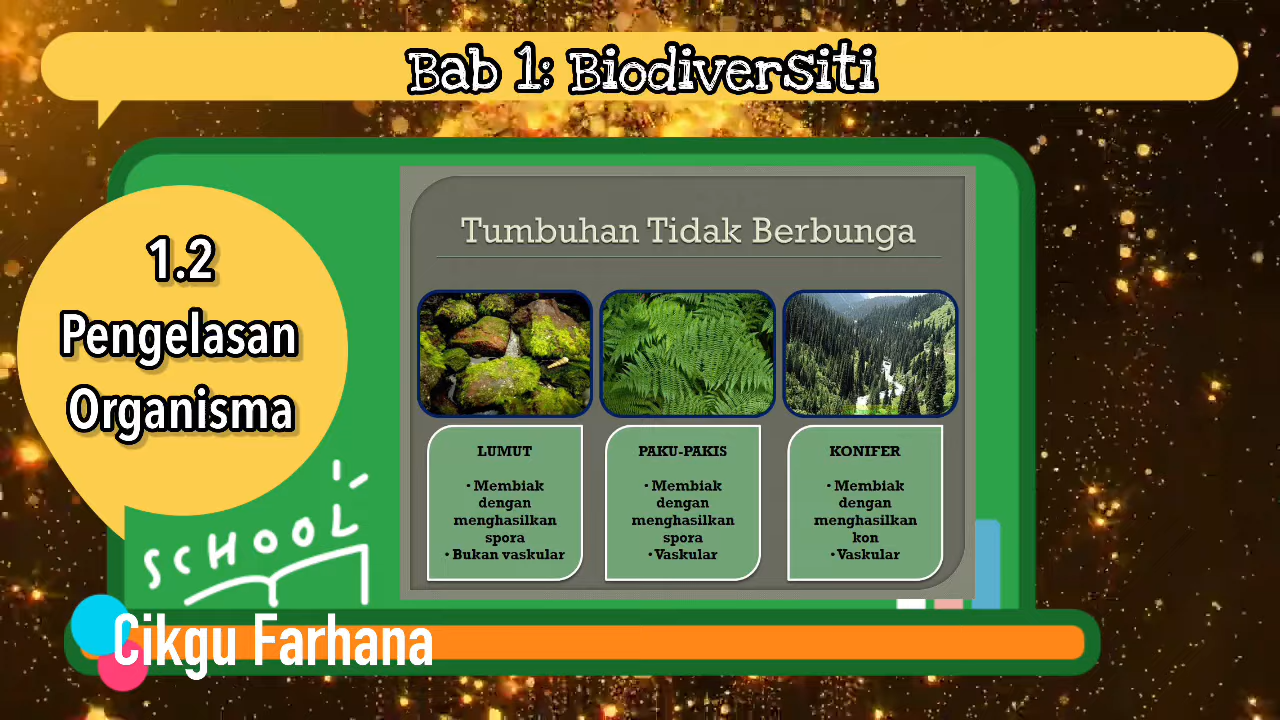 Bab 1: Biodiversiti
1.2
Pengelasan
Organisma
Tumbuhan Tidak Berbunga
LUMUT
• Membiak
dengan
menghasilkan
spora
• Bukan vaskular
PAKU-PAKIS
• Membiak
dengan
menghasilkan
spora
• Vaskular
KONIFER
• Membiak
dengan
menghasilkan
kon
• Vaskular
SCHOOL
Cikgu Farhana